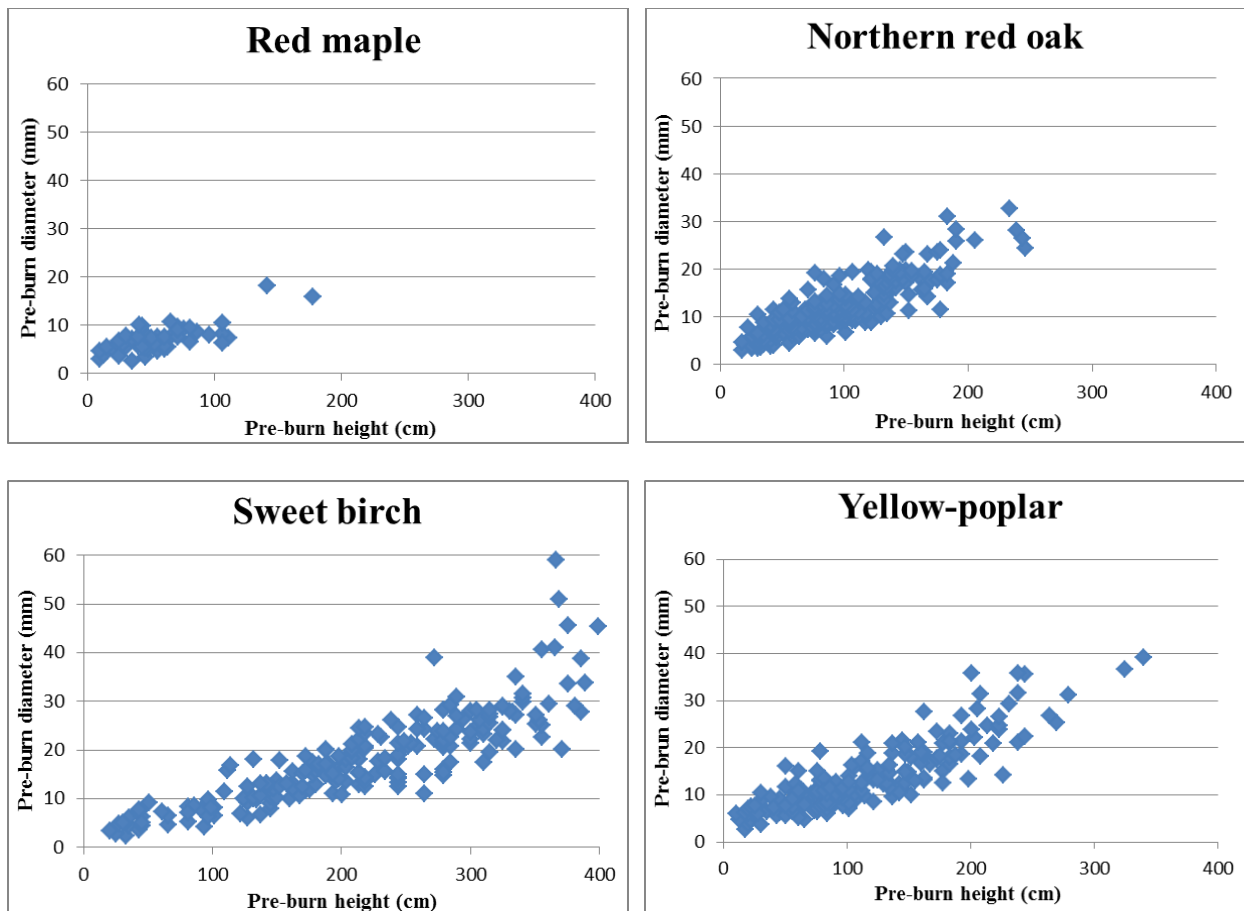 Red maple
Pre-burn diameter (mm)
60
50
40
30
20
10
0
0 100 200 300 400
Pre-burn height (cm)
Northern red oak
Pre-burn diameter (mm)
60
50
40
30
20
10
0
0 100 200 300 400
Pre-burn height (cm)
Sweet birch
Pre-burn diameter (mm)
60
50
40
30
20
10
0
0 100 200 300 400
Pre-burn height (cm)
Yellow-poplar
Pre-brun diameter (mm)
60
50
40
30
20
10
0
0 100 200 300 400
Pre-burn height (cm)